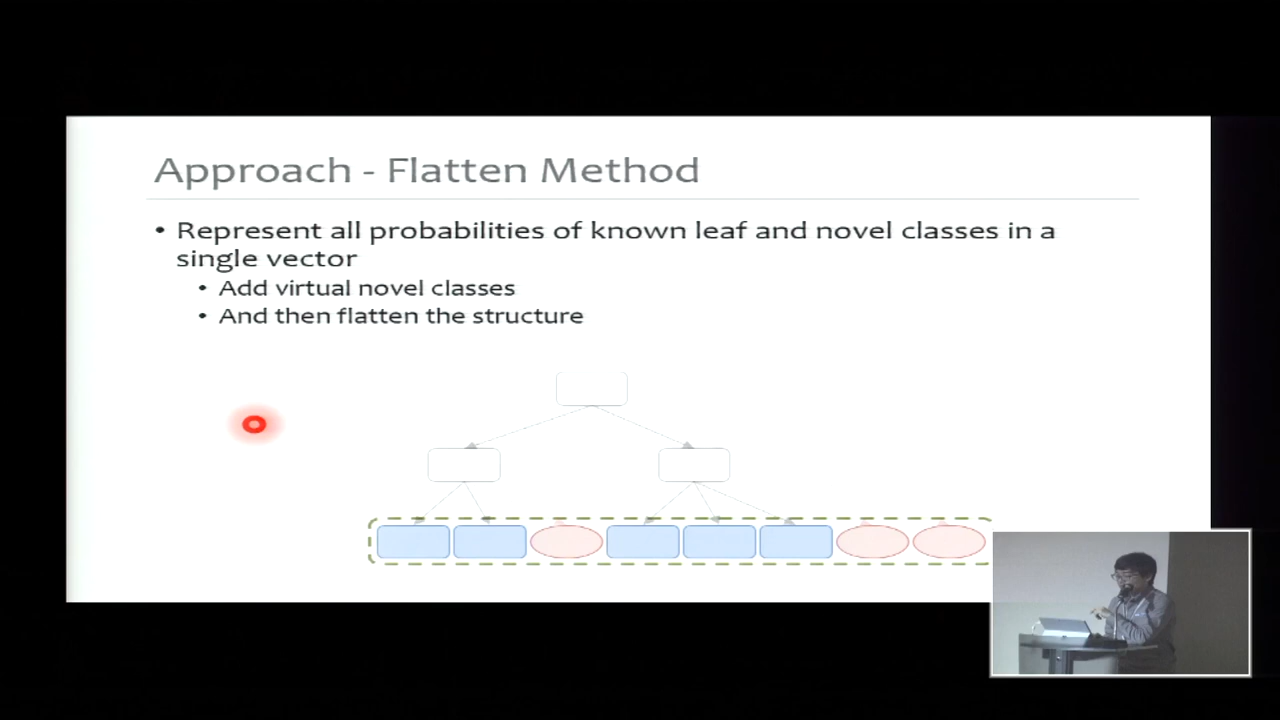 Approach - Flatten Method
• Represent all probabilities of known leaf and novel classes in a
single vector
• Add virtual novel classes
• And then flatten the structure